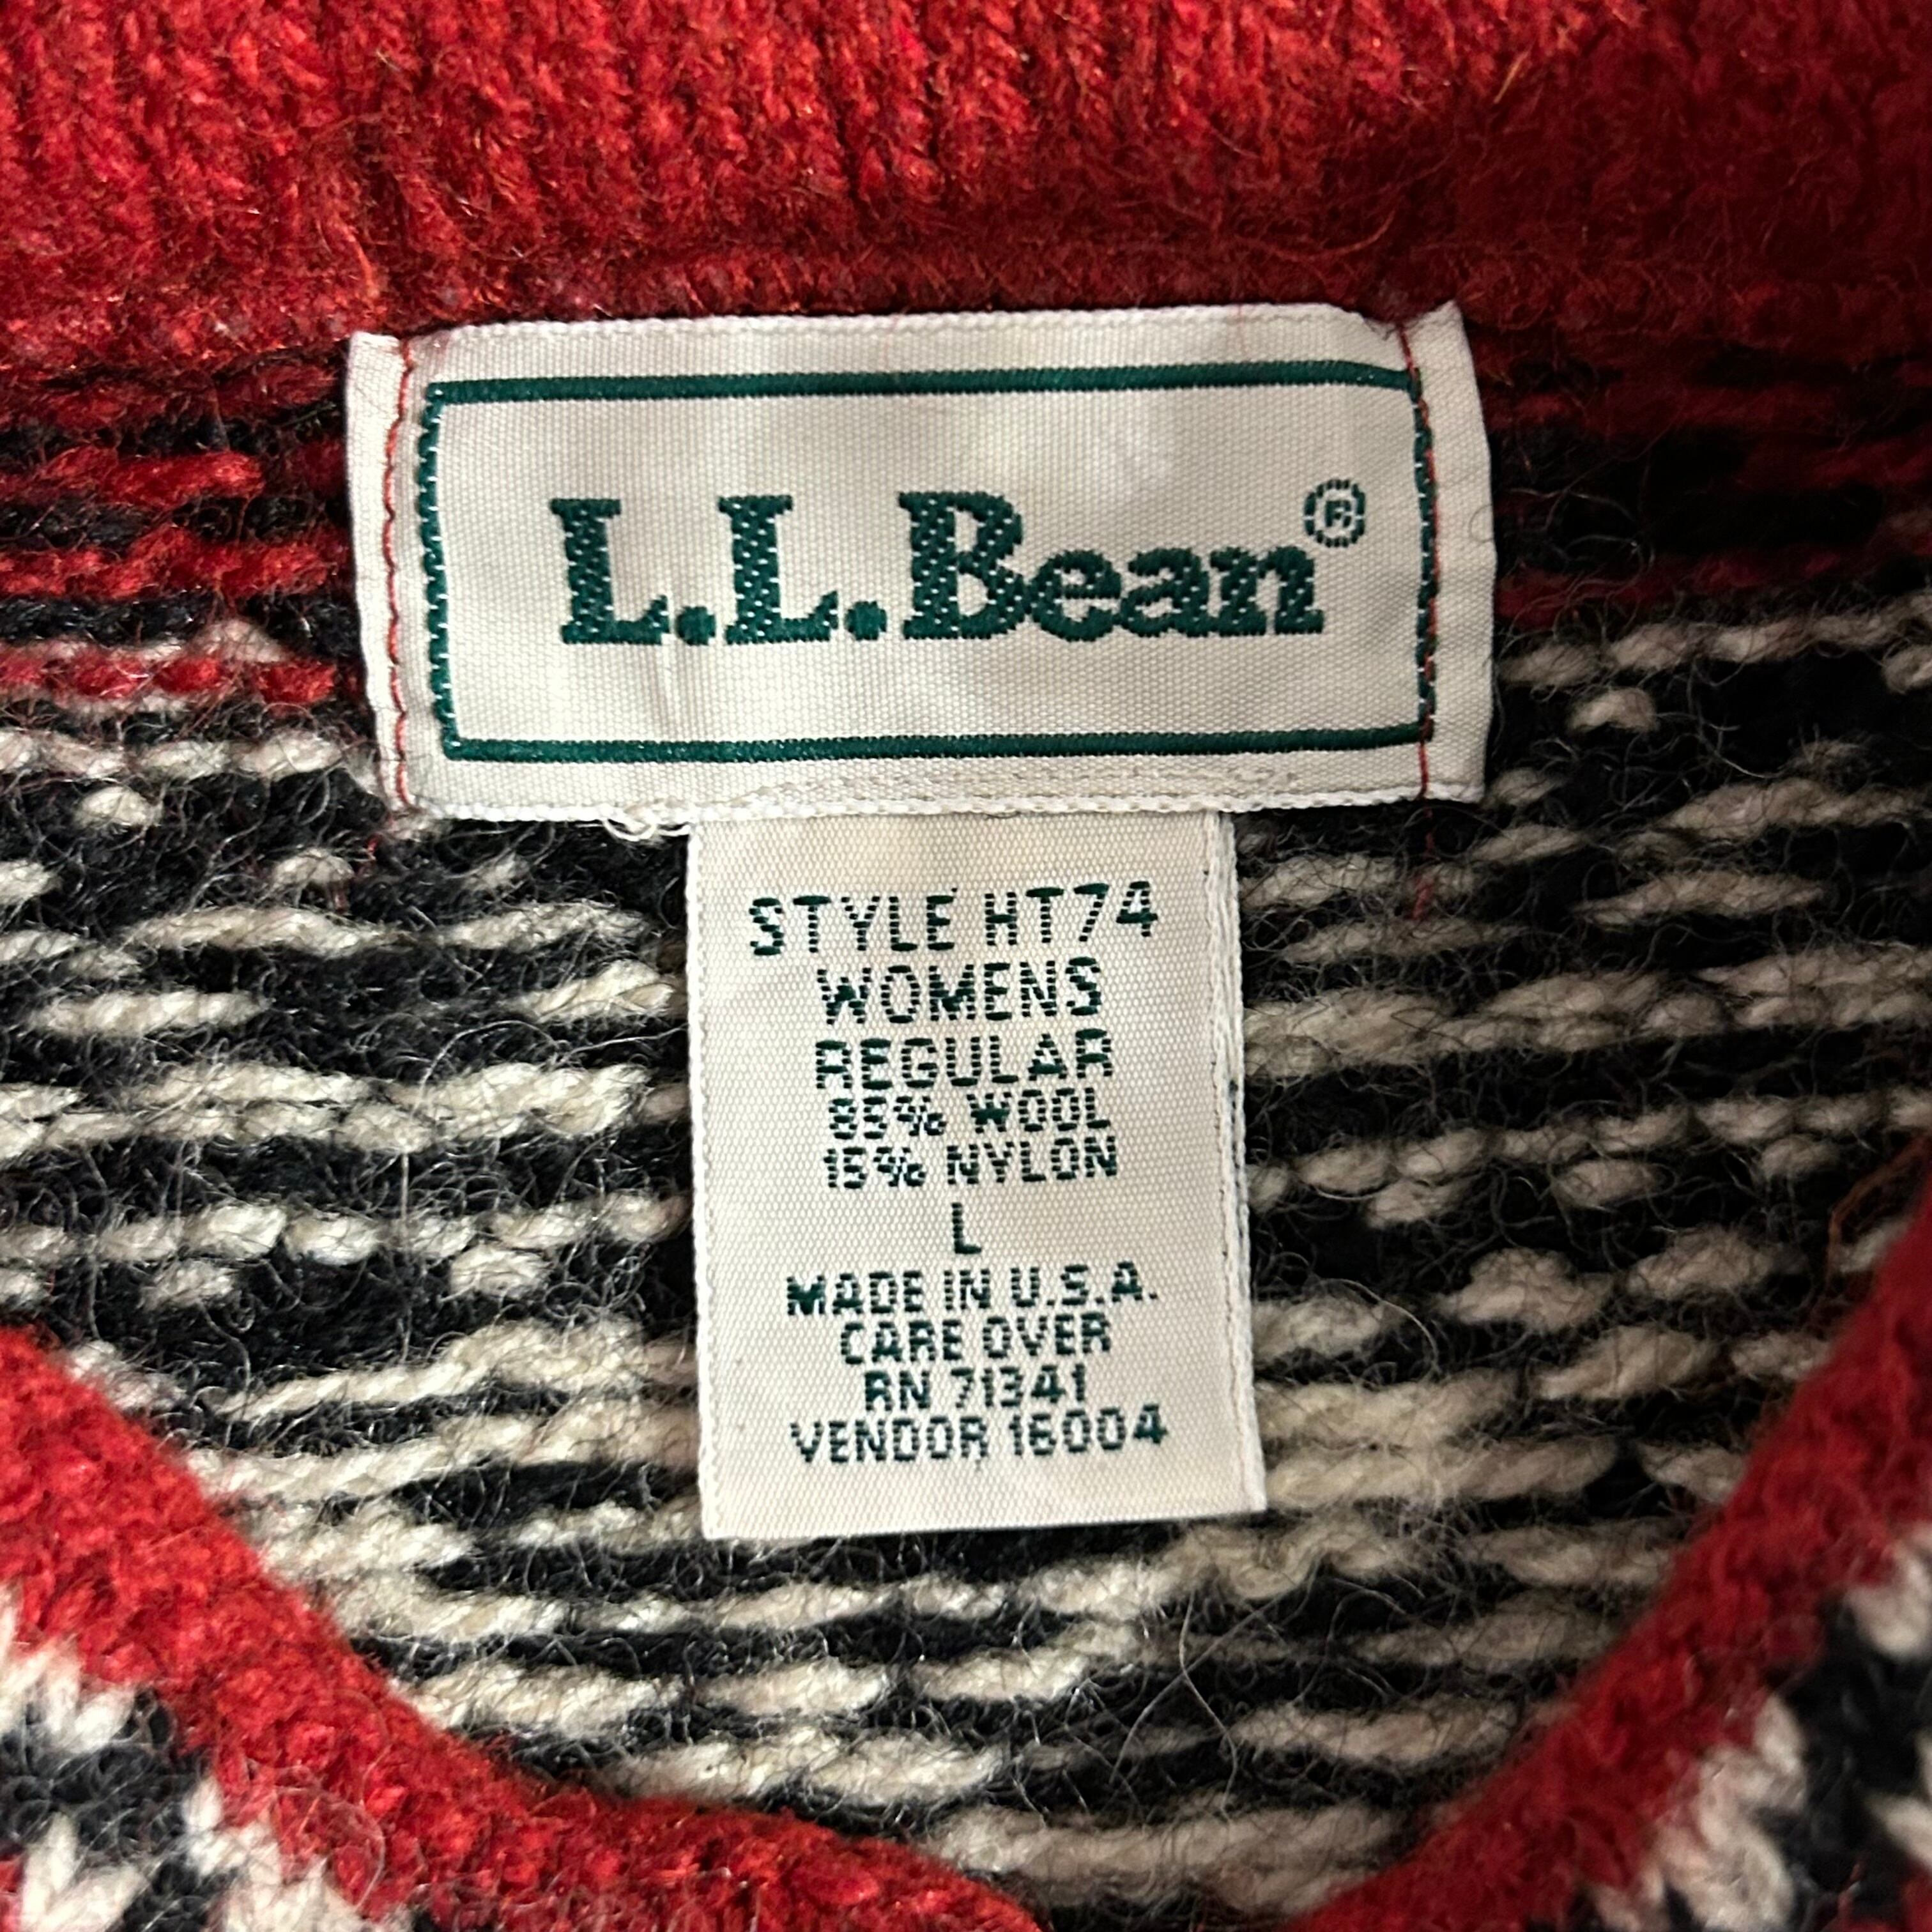 L.L.Bean®
STYLE HT74
WOMENS
REGULAR
85% WOOL
15% NYLON
L
MADE IN U.S.A.
CARE OVER
RN 71341
VENDOR 16004